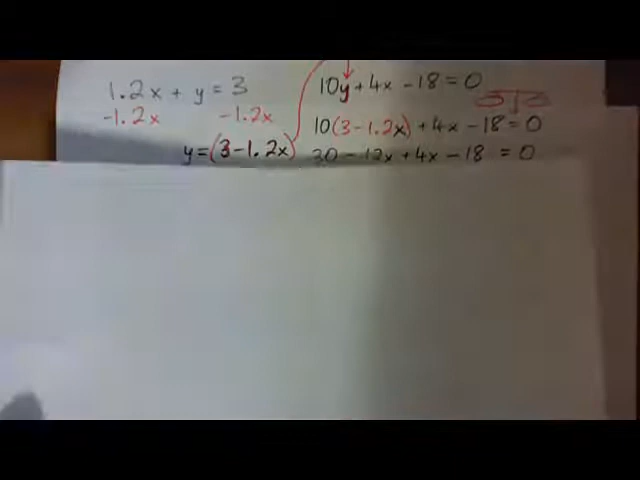 1.2x + y = 3
-1.2x -1.2x
y = (3 - 1.2x)
10y + 4x - 18 = 0
10(3 - 1.2x) + 4x - 18 = 0
30 - 12x + 4x - 18 = 0